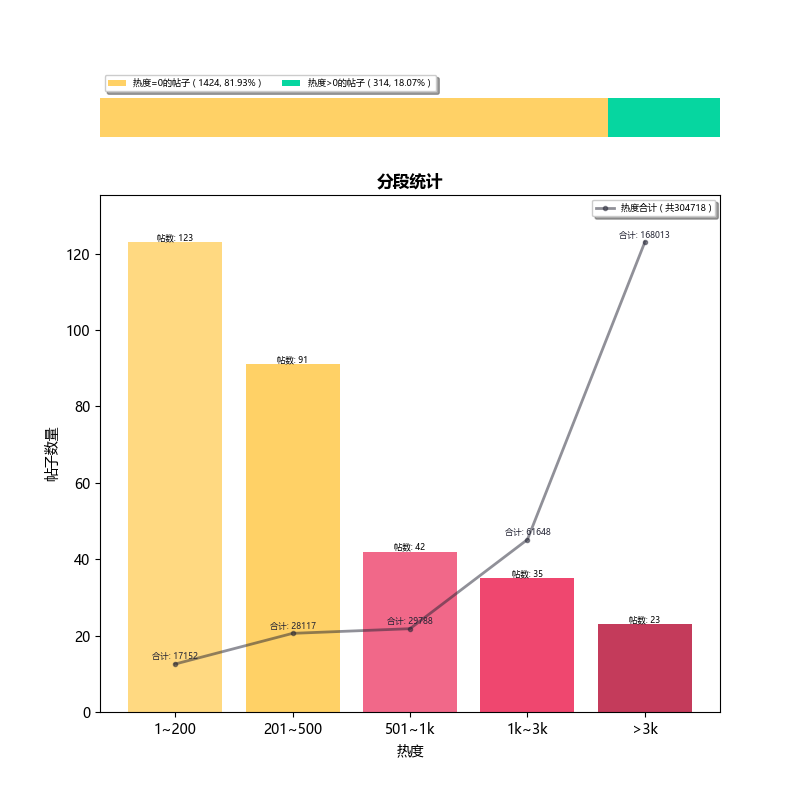 热度=0的帖子 ( 1424, 81.93% ) 热度>0的帖子 ( 314, 18.07% )
分段统计
热度合计 ( 共304718 )
帖子数量
120
100
80
60
40
20
0
帖数: 123
帖数: 91
帖数: 42
帖数: 35
帖数: 23
合计: 17152
合计: 28117
合计: 29788
合计: 61648
合计: 168013
1~200 201~500 501~1k 1k~3k >3k
热度